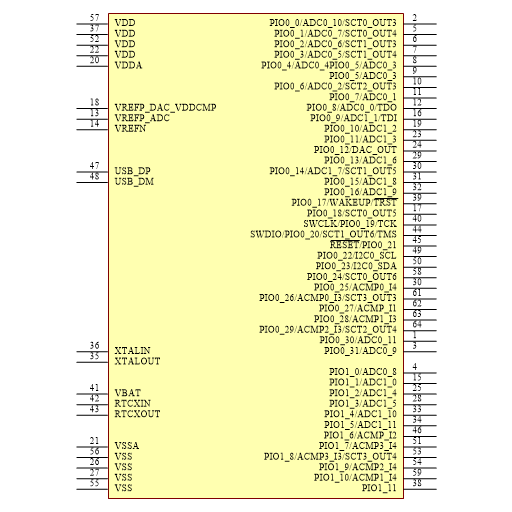 57 VDD PIO0_0/ADC0_10/SCT0_OUT3 2
37 VDD PIO0_1/ADC0_7/SCT0_OUT4 5
52 VDD PIO0_2/ADC0_6/SCT1_OUT3 6
22 VDD PIO0_3/ADC0_5/SCT1_OUT4 7
20 VDDA PIO0_4/ADC0_4PIO0_5/ADC0_3 8
PIO0_5/ADC0_3 9
PIO0_6/ADC0_2/SCT2_OUT3 10
PIO0_7/ADC0_1 11
18 VREFP_DAC_VDDCMP PIO0_8/ADC0_0/TDO 12
13 VREFP_ADC PIO0_9/ADC1_1/TDI 16
14 VREFN PIO0_10/ADC1_2 19
PIO0_11/ADC1_3 23
PIO0_12/DAC_OUT 24
PIO0_13/ADC1_6 29
47 USB_DP PIO0_14/ADC1_7/SCT1_OUT5 30
48 USB_DM PIO0_15/ADC1_8 31
PIO0_16/ADC1_9 32
PIO0_17/WAKEUP/TRST 39
PIO0_18/SCT0_OUT5 17
SWCLK/PIO0_19/TCK 40
SWDIO/PIO0_20/SCT1_OUT6/TMS 44
RESET/PIO0_21 45
PIO0_22/I2C0_SCL 49
PIO0_23/I2C0_SDA 50
PIO0_24/SCT0_OUT6 58
PIO0_25/ACMP0_I4 30
PIO0_26/ACMP0_I3/SCT3_OUT3 61
PIO0_27/ACMP_I1 62
PIO0_28/ACMP1_I3 63
PIO0_29/ACMP2_I3/SCT2_OUT4 64
PIO0_30/ADC0_11 1
36 XTALIN PIO0_31/ADC0_9 3
35 XTALOUT
PIO1_0/ADC0_8 4
PIO1_1/ADC1_0 15
41 VBAT PIO1_2/ADC1_4 25
42 RTCXIN PIO1_3/ADC1_5 28
43 RTCXOUT PIO1_4/ADC1_10 33
PIO1_5/ADC1_11 34
PIO1_6/ACMP_I2 46
21 VSSA PIO1_7/ACMP3_I4 51
56 VSS PIO1_8/ACMP3_I3/SCT3_OUT4 53
26 VSS PIO1_9/ACMP2_I4 54
27 VSS PIO1_10/ACMP1_I4 59
55 VSS PIO1_11 38